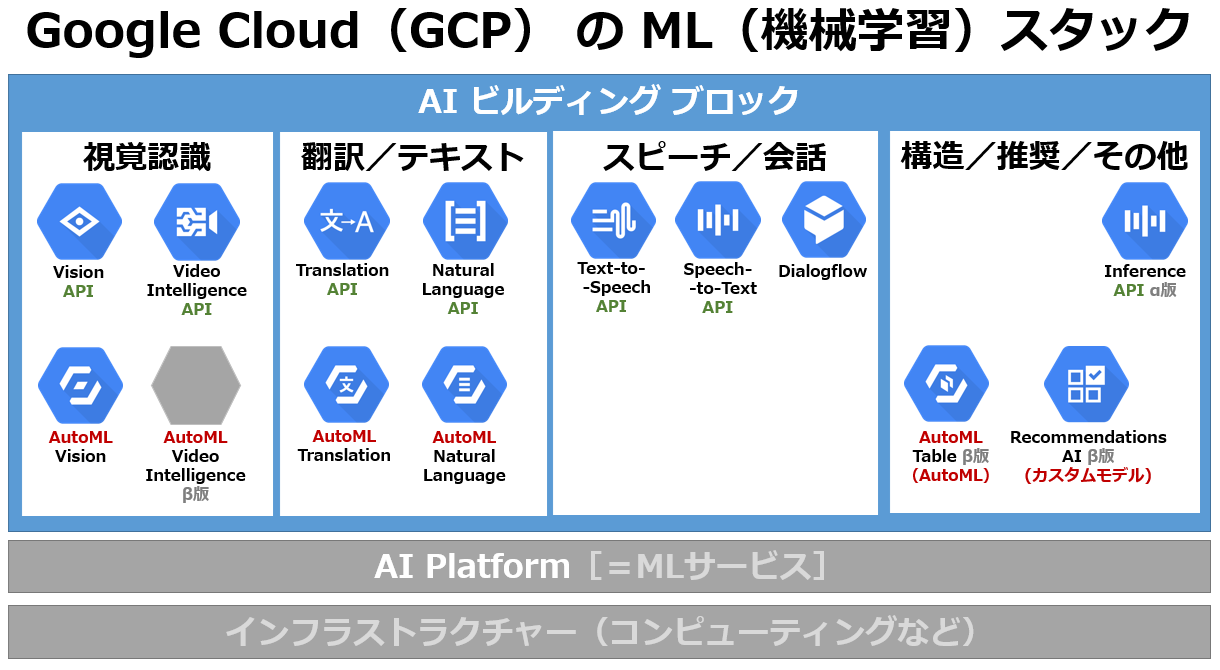 Google Cloud（GCP） の ML（機械学習）スタック
AI ビルディング ブロック
視覚認識
Vision
API
Video
Intelligence
API
AutoML
Vision
AutoML
Video
Intelligence
β版
翻訳／テキスト
文→A
Translation
API
Natural
Language
API
文
AutoML
Translation
AutoML
Natural
Language
スピーチ／会話
Text-to-
-Speech
API
Speech-
-to-Text
API
Dialogflow
構造／推奨／その他
Inference
API α版
AutoML
Table β版
（AutoML）
Recommendations
AI β版
（カスタムモデル）
AI Platform［＝MLサービス］
インフラストラクチャー（コンピューティングなど）